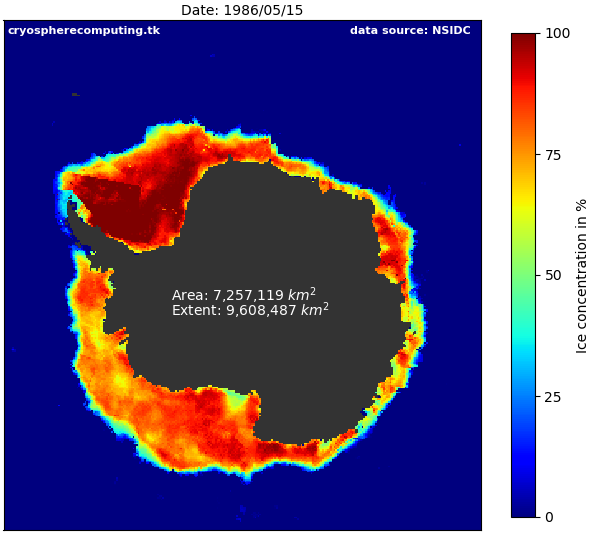 Date: 1986/05/15
cryospherecomputing.tk
data source: NSIDC
Area: 7,257,119 km²
Extent: 9,608,487 km²
100
75
50
25
0
Ice concentration in %